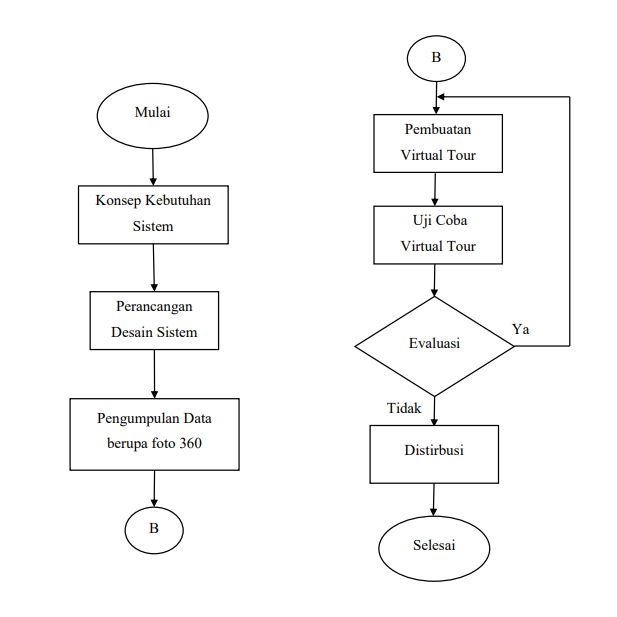 Mulai
Konsep Kebutuhan
Sistem
Perancangan
Desain Sistem
Pengumpulan Data
berupa foto 360
B
B
Pembuatan
Virtual Tour
Uji Coba
Virtual Tour
Evaluasi
Ya
Tidak
Distirbusi
Selesai